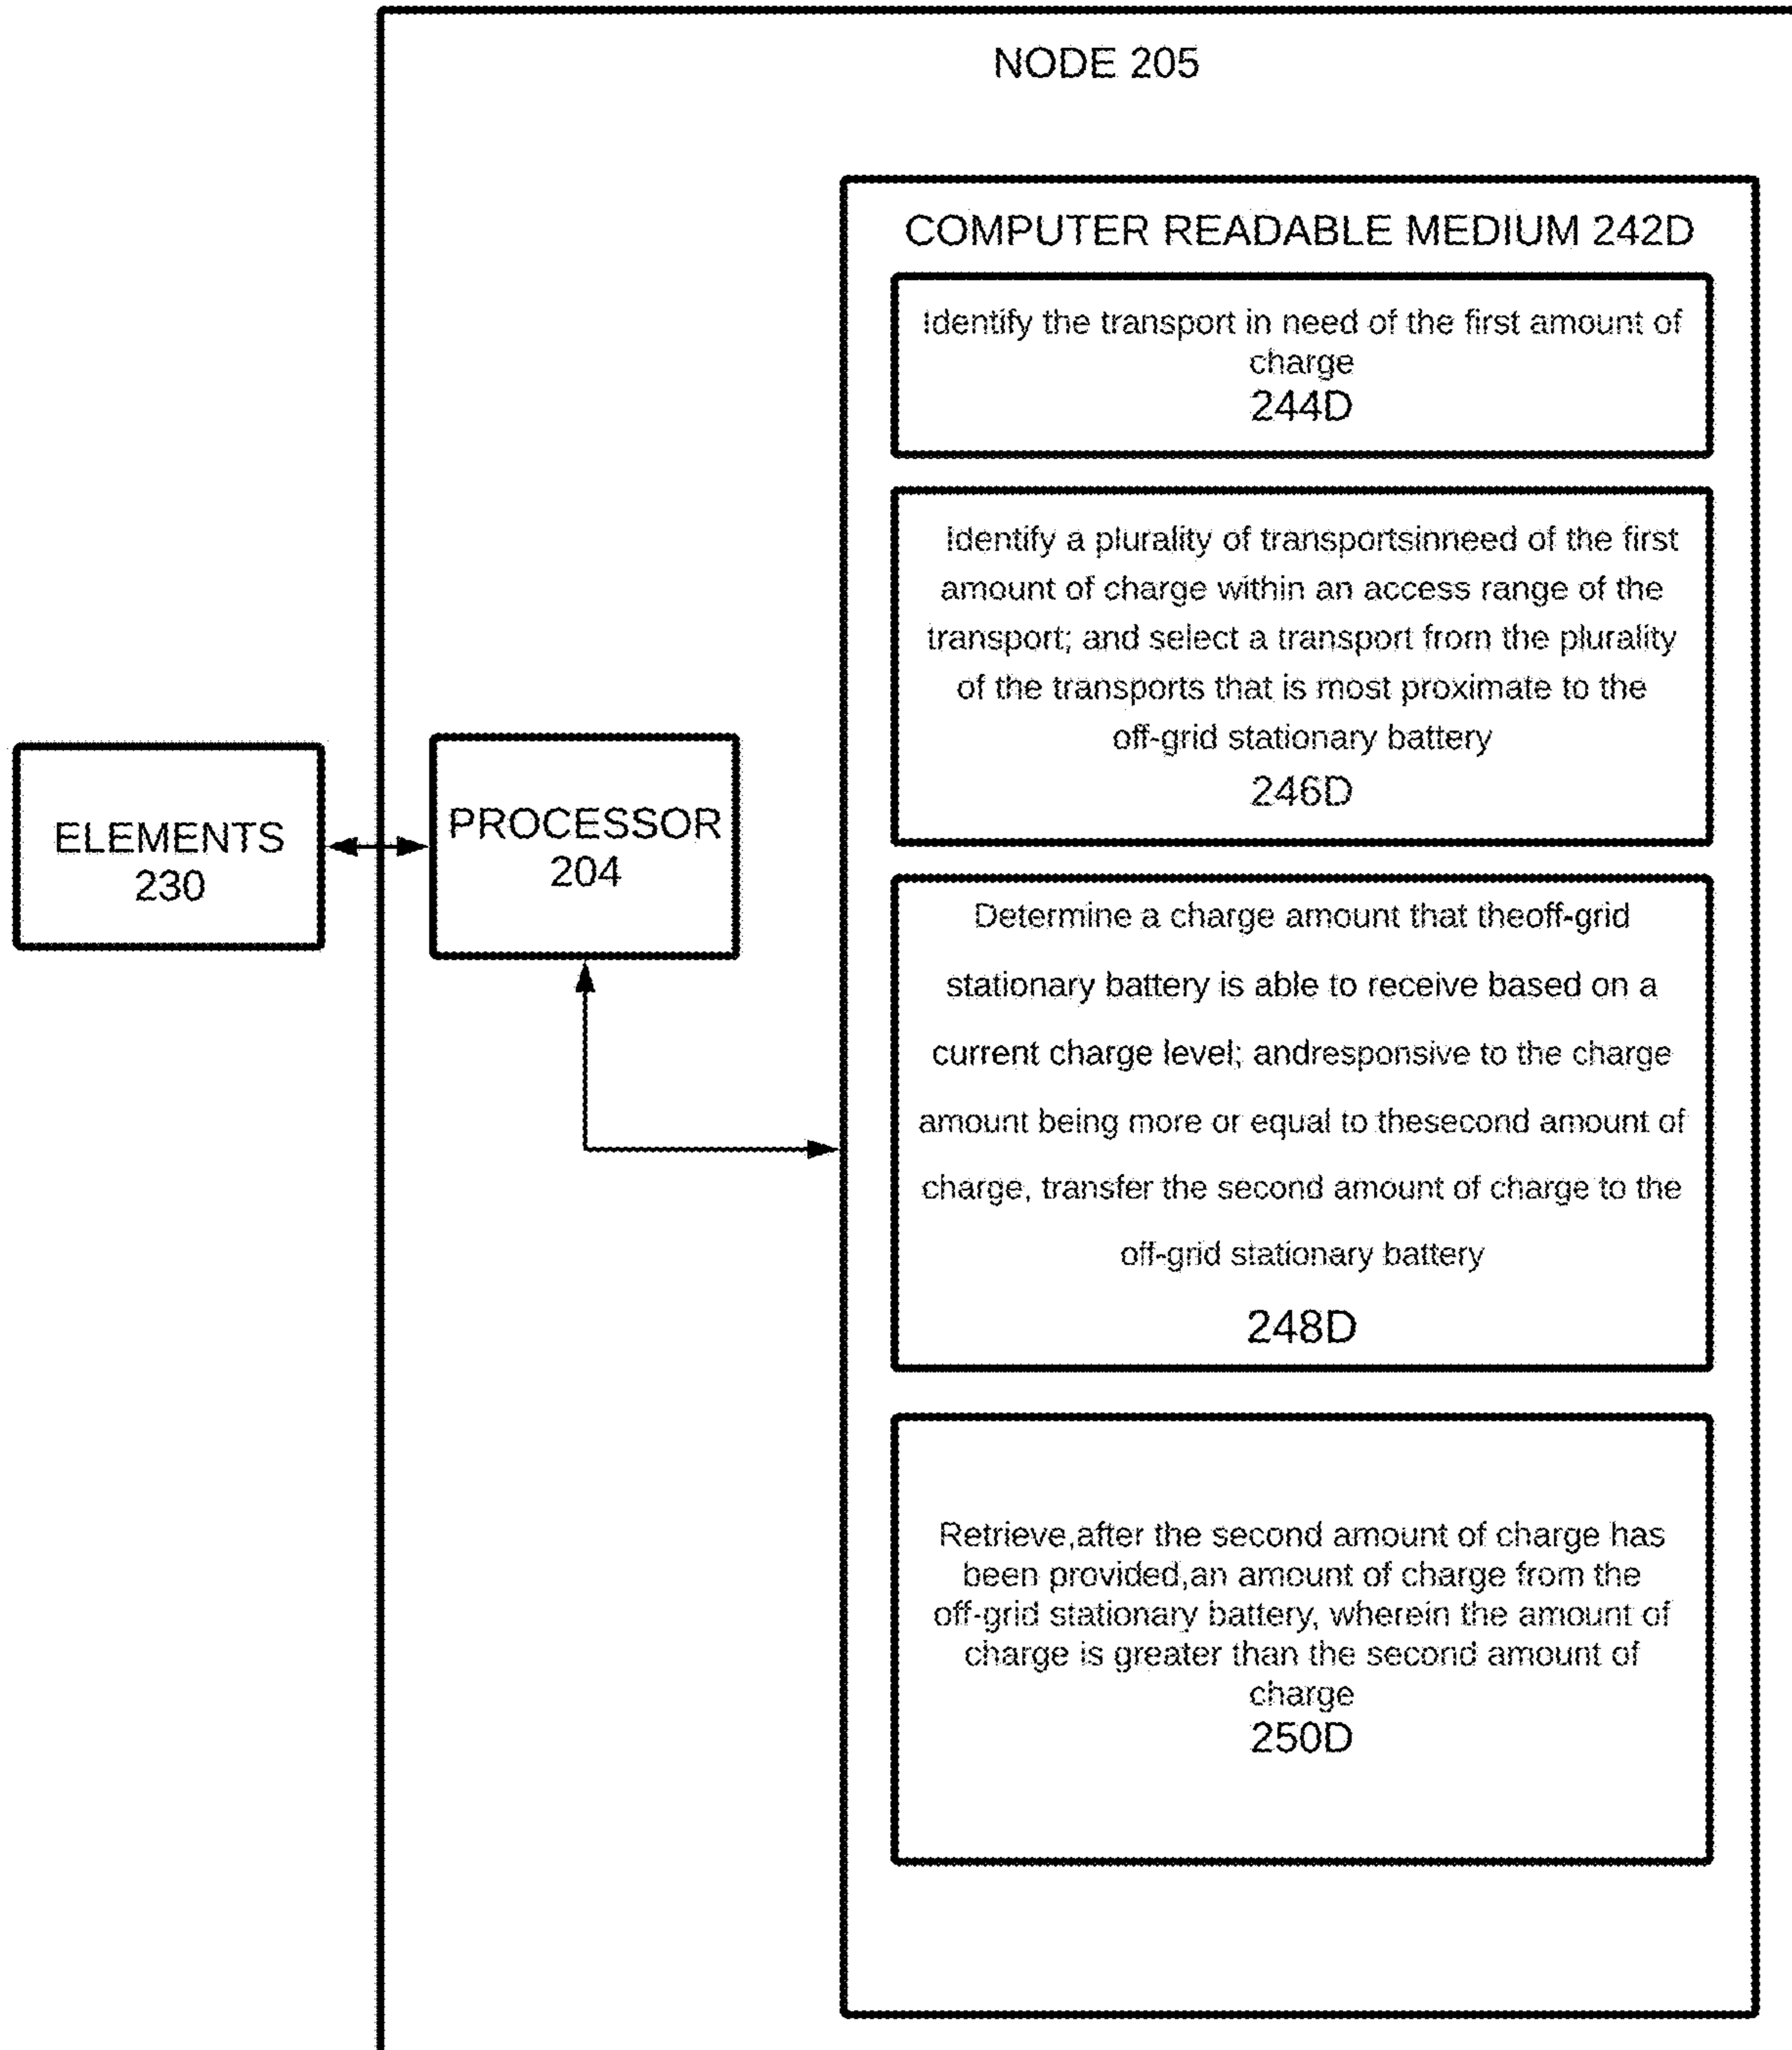 NODE 205
COMPUTER READABLE MEDIUM 242D
Identify the transport in need of the first amount of
charge
244D
Identify a plurality of transportsinneed of the first
amount of charge within an access range of the
transport; and select a transport from the plurality
of the transports that is most proximate to the
off-grid stationary battery
246D
ELEMENTS
230
PROCESSOR
204
Determine a charge amount that theoff-grid
stationary battery is able to receive based on a
current charge level; andresponsive to the charge
amount being more or equal to thesecond amount of
charge, transfer the second amount of charge to the
off-grid stationary battery
248D
Retrieve,after the second amount of charge has
been provided,an amount of charge from the
off-grid stationary battery, wherein the amount of
charge is greater than the second amount of
charge
250D